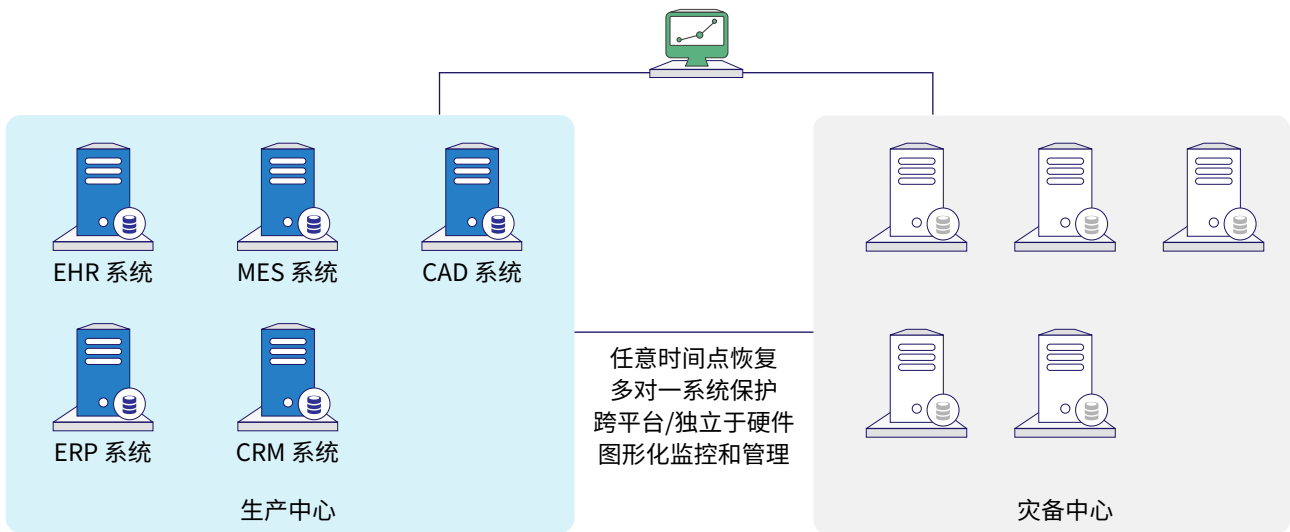 EHR 系统
MES 系统
CAD 系统
ERP 系统
CRM 系统
生产中心
任意时间点恢复
多对一系统保护
跨平台/独立于硬件
图形化监控和管理
灾备中心